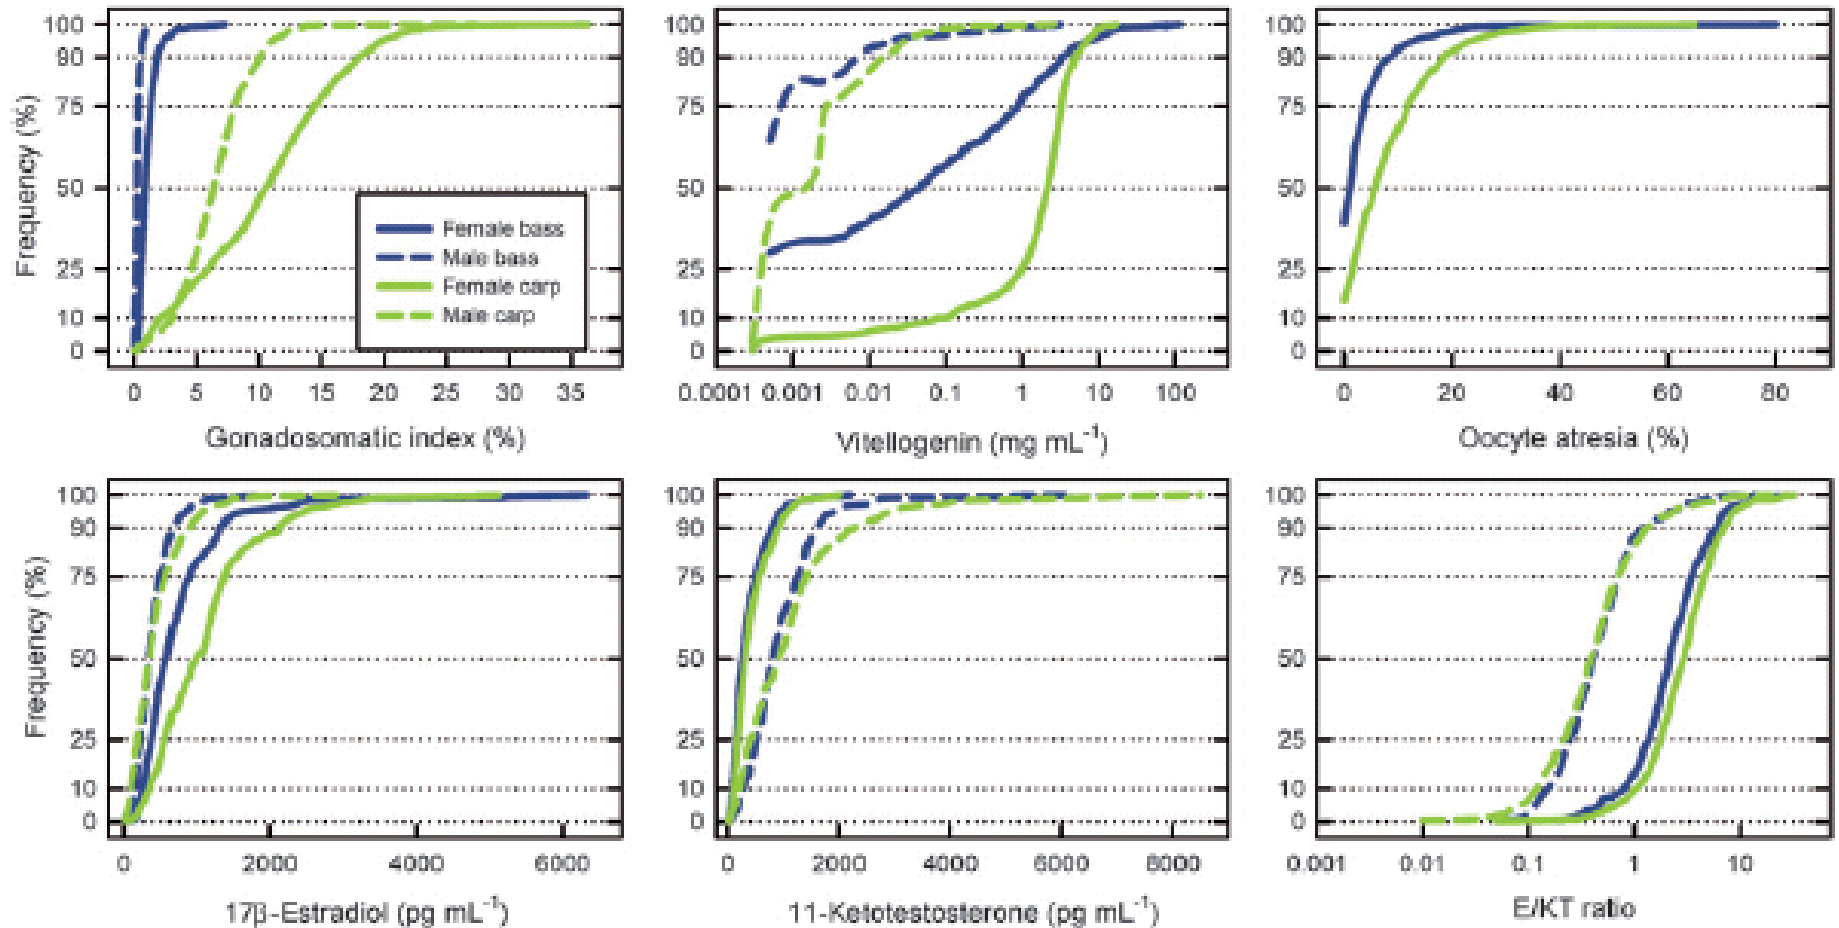 Frequency (%)
100
90
75
50
25
10
0
Female bass
Male bass
Female carp
Male carp
0 5 10 15 20 25 30 35
Gonadosomatic index (%)
100
90
75
50
25
10
0
0.0001 0.001 0.01 0.1 1 10 100
Vitellogenin (mg mL⁻¹)
100
90
75
50
25
10
0
0 20 40 60 80
Oocyte atresia (%)
Frequency (%)
100
90
75
50
25
10
0
0 2000 4000 6000
17β-Estradiol (pg mL⁻¹)
100
90
75
50
25
10
0
0 2000 4000 6000 8000
11-Ketotestosterone (pg mL⁻¹)
100
90
75
50
25
10
0
0.001 0.01 0.1 1 10
E/KT ratio